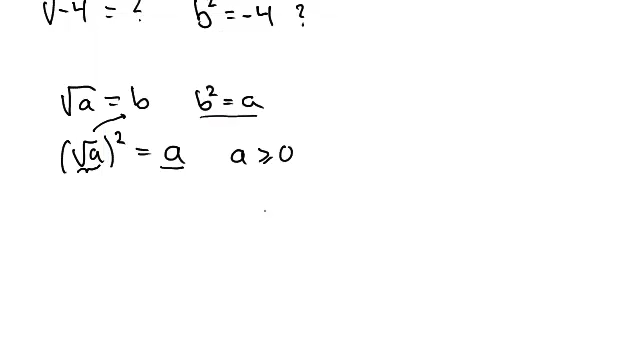 √-4 = ? b² = -4 ?
√a = b b² = a
(√a)² = a a ⩾ 0